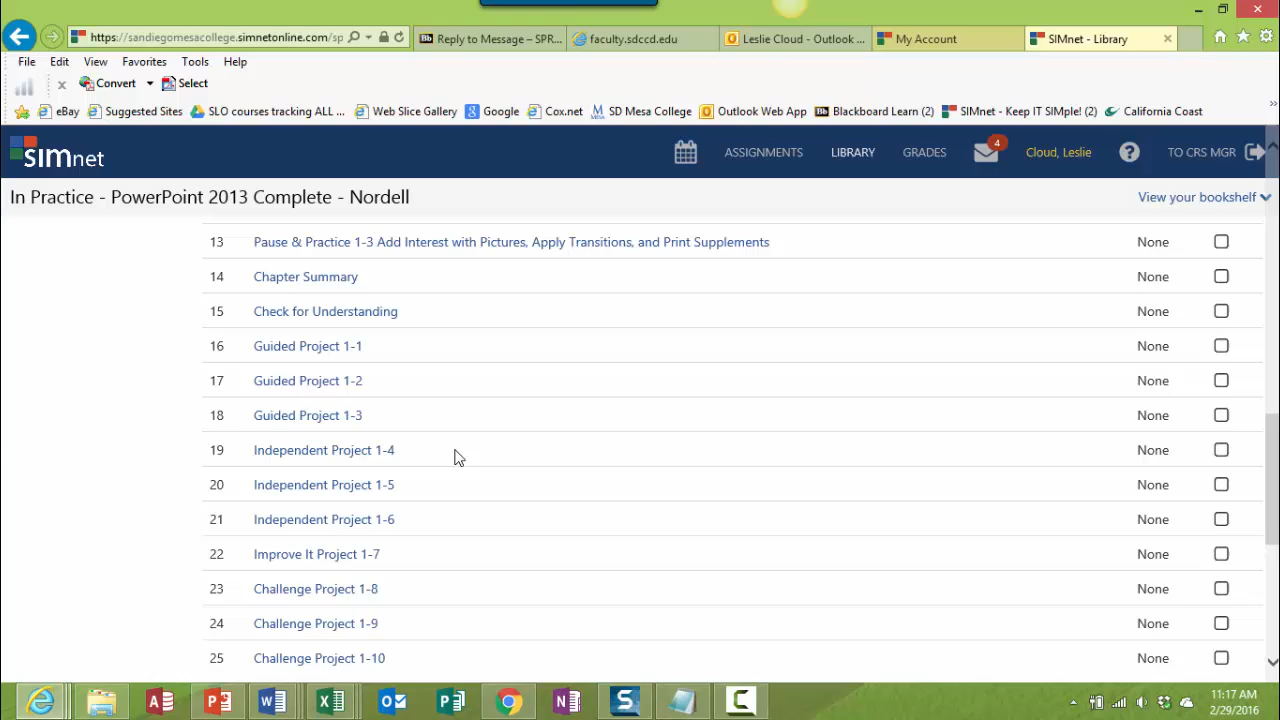 https://sandiegomesacollege.simnetonline.com/sp
Reply to Message – SPR...
faculty.sdccd.edu
Leslie Cloud - Outlook ...
My Account
SIMnet - Library
File Edit View Favorites Tools Help
Convert Select
eBay Suggested Sites SLO courses tracking ALL ... Web Slice Gallery Google Cox.net SD Mesa College Outlook Web App Blackboard Learn (2) SIMnet - Keep IT SIMple! (2) California Coast
SIMnet ASSIGNMENTS LIBRARY GRADES 4 Cloud, Leslie ? TO CRS MGR
In Practice - PowerPoint 2013 Complete - Nordell View your bookshelf
13 Pause & Practice 1-3 Add Interest with Pictures, Apply Transitions, and Print Supplements None
14 Chapter Summary None
15 Check for Understanding None
16 Guided Project 1-1 None
17 Guided Project 1-2 None
18 Guided Project 1-3 None
19 Independent Project 1-4 None
20 Independent Project 1-5 None
21 Independent Project 1-6 None
22 Improve It Project 1-7 None
23 Challenge Project 1-8 None
24 Challenge Project 1-9 None
25 Challenge Project 1-10 None
11:17 AM
2/29/2016